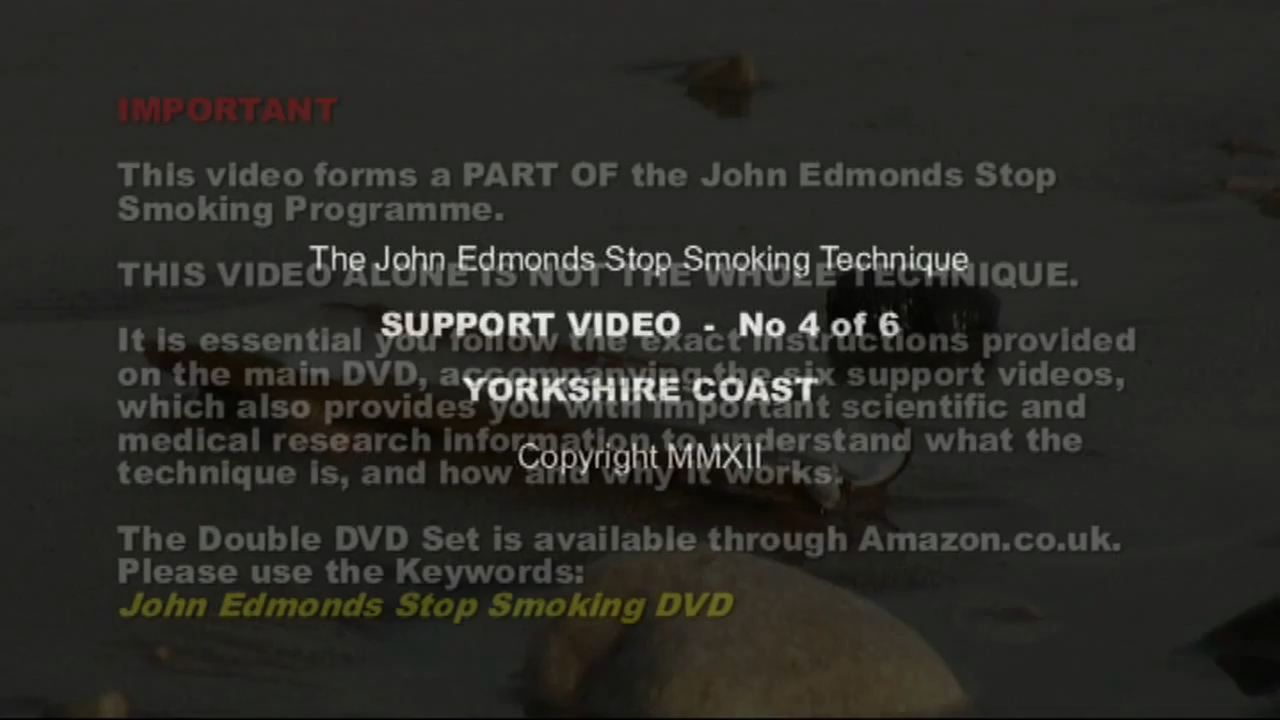 IMPORTANT
This video forms a PART OF the John Edmonds Stop
Smoking Programme.
The John Edmonds Stop Smoking Technique
THIS VIDEO ALONE IS NOT THE WHOLE TECHNIQUE.
SUPPORT VIDEO - No 4 of 6
It is essential you follow the exact instructions provided
on the main DVD, accompanying the six support videos,
YORKSHIRE COAST
which also provides you with important scientific and
medical research information to understand what the
Copyright MMXII
technique is, and how and why it works.
The Double DVD Set is available through Amazon.co.uk.
Please use the Keywords:
John Edmonds Stop Smoking DVD